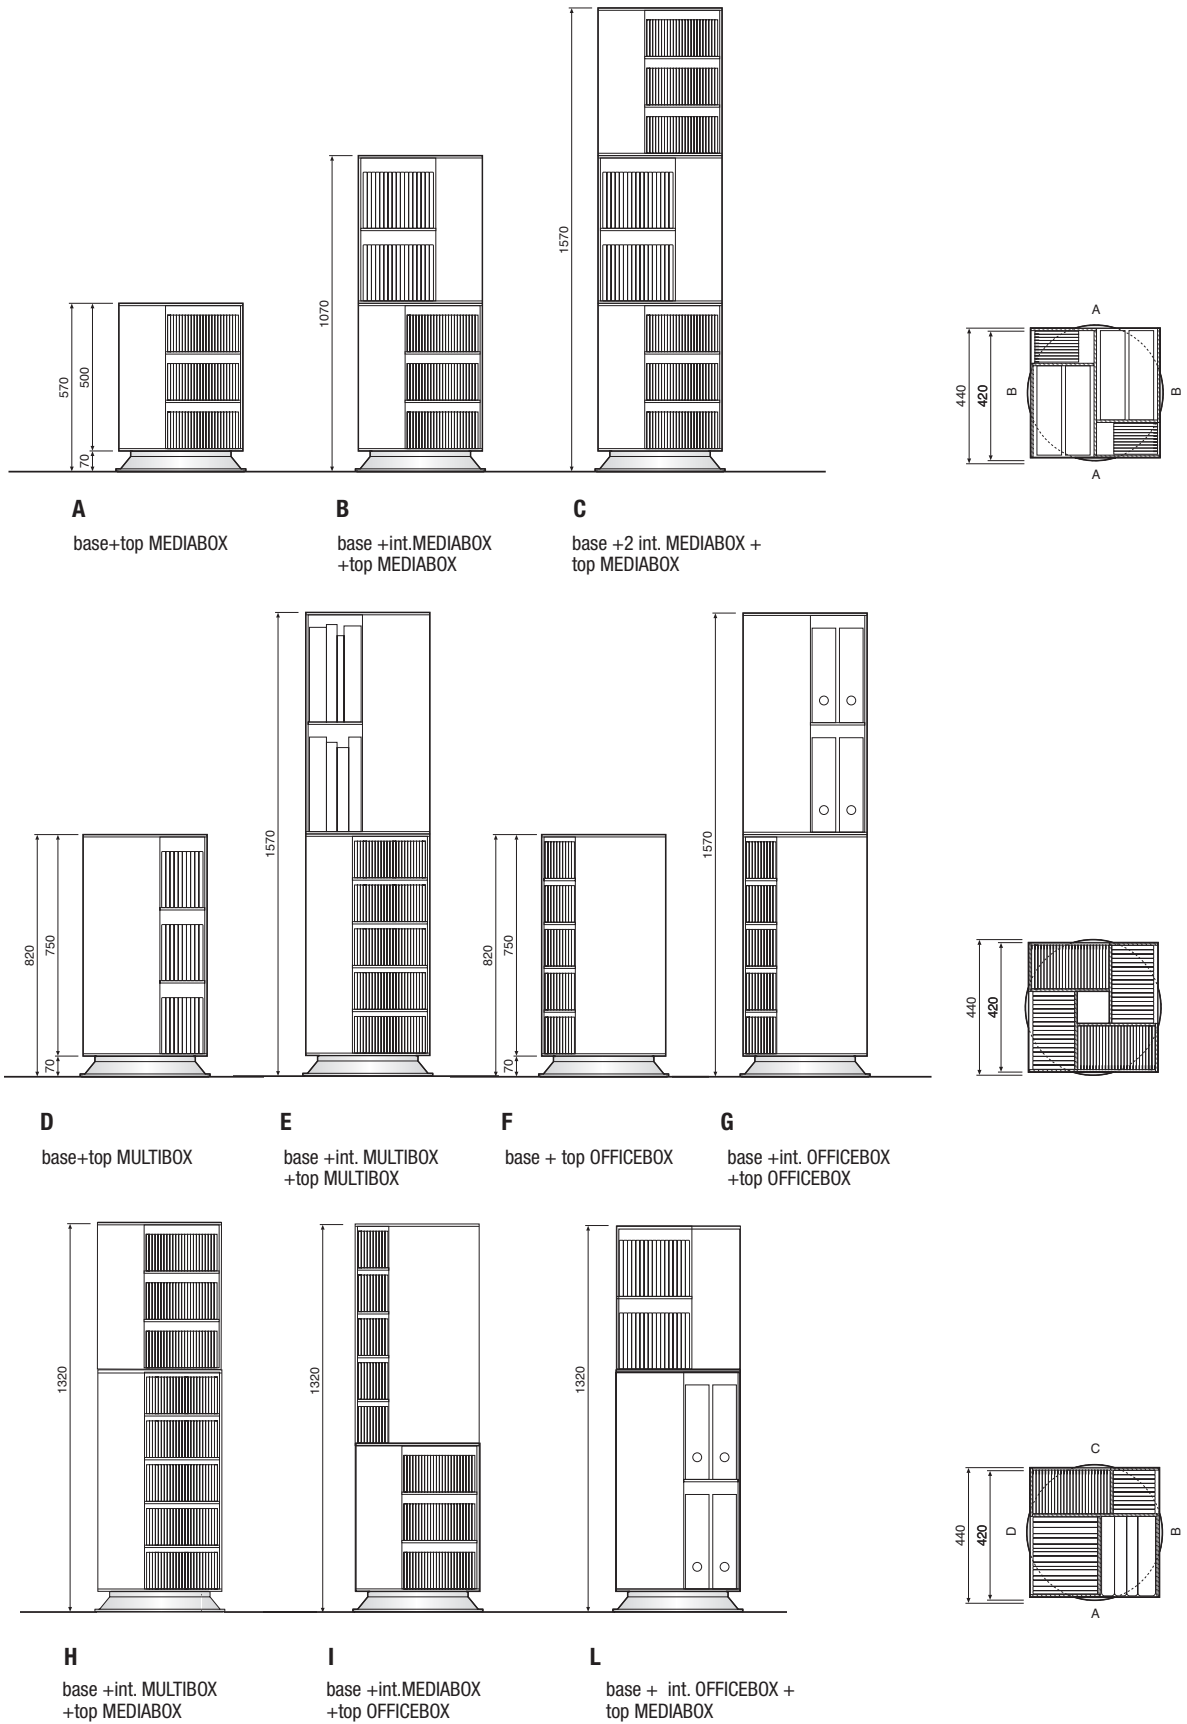 1570
1070
570
500
70
A
B
B
A
440
420
A
base+top MEDIABOX
B
base +int.MEDIABOX
+top MEDIABOX
C
base +2 int. MEDIABOX +
top MEDIABOX
820
750
70
1570
820
750
70
1570
440
420
D
base+top MULTIBOX
E
base +int. MULTIBOX
+top MULTIBOX
F
base + top OFFICEBOX
G
base +int. OFFICEBOX
+top OFFICEBOX
1320
1320
1320
C
D
B
A
440
420
H
base +int. MULTIBOX
+top MEDIABOX
I
base +int.MEDIABOX
+top OFFICEBOX
L
base +  int. OFFICEBOX +
top MEDIABOX